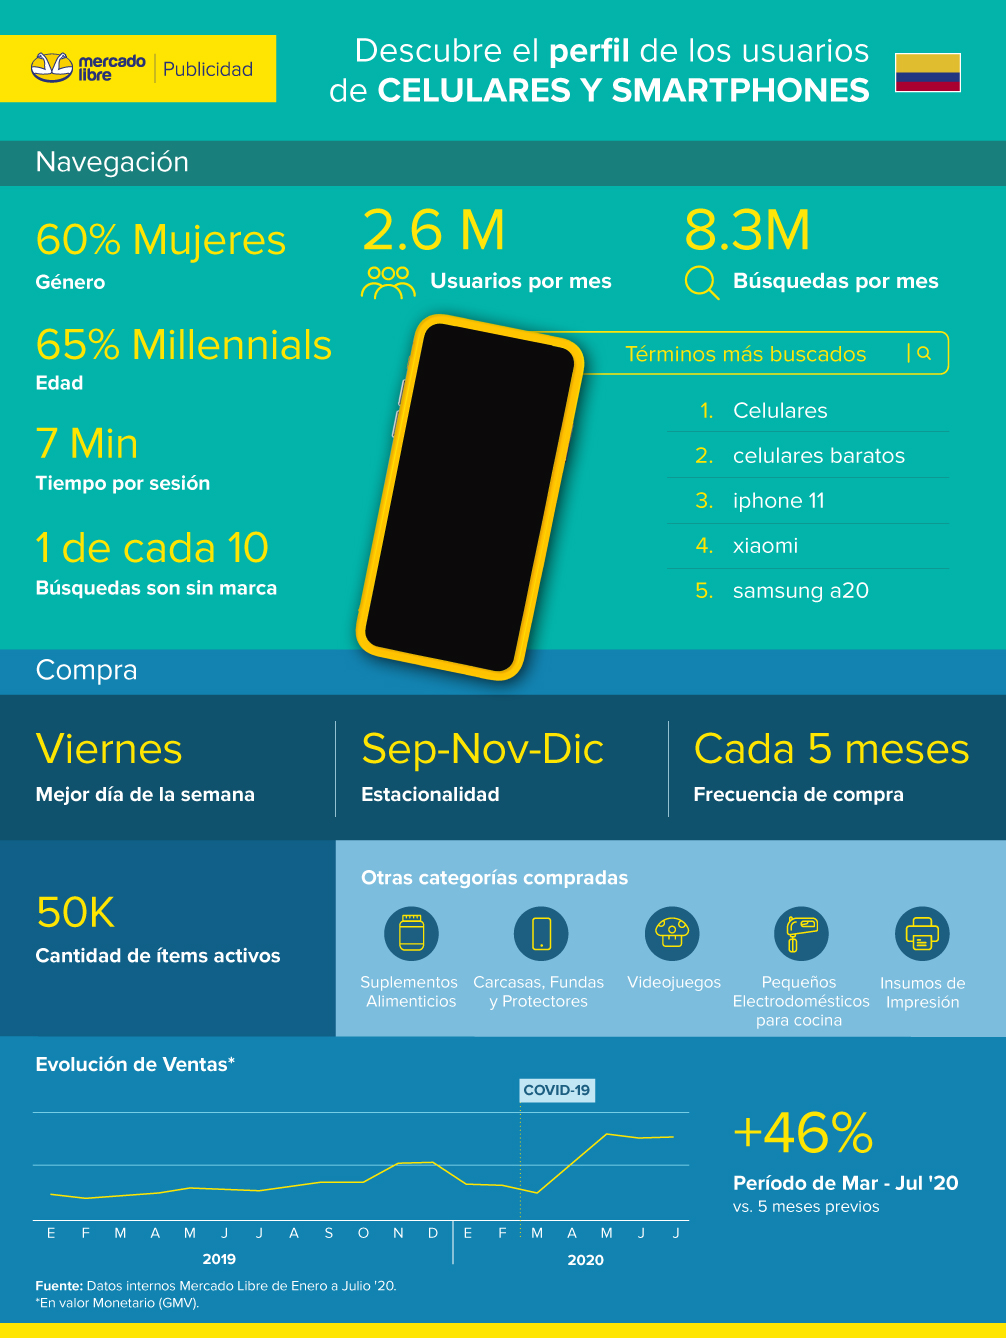 mercado
libre
Publicidad
Descubre el perfil de los usuarios
de CELULARES Y SMARTPHONES
Navegación
60% Mujeres
Género
65% Millennials
Edad
7 Min
Tiempo por sesión
1 de cada 10
Búsquedas son sin marca
2.6 M
Usuarios por mes
8.3M
Búsquedas por mes
Términos más buscados
1. Celulares
2. celulares baratos
3. iphone 11
4. xiaomi
5. samsung a20
Compra
Viernes
Mejor día de la semana
Sep-Nov-Dic
Estacionalidad
Cada 5 meses
Frecuencia de compra
50K
Cantidad de ítems activos
Otras categorías compradas
Suplementos
Alimenticios
Carcasas, Fundas
y Protectores
Videojuegos
Pequeños
Electrodomésticos
para cocina
Insumos de
Impresión
Evolución de Ventas*
COVID-19
E F M A M J J A S O N D E F M A M J J
2019
2020
+46%
Período de Mar - Jul '20
vs. 5 meses previos
Fuente: Datos internos Mercado Libre de Enero a Julio '20.
*En valor Monetario (GMV).